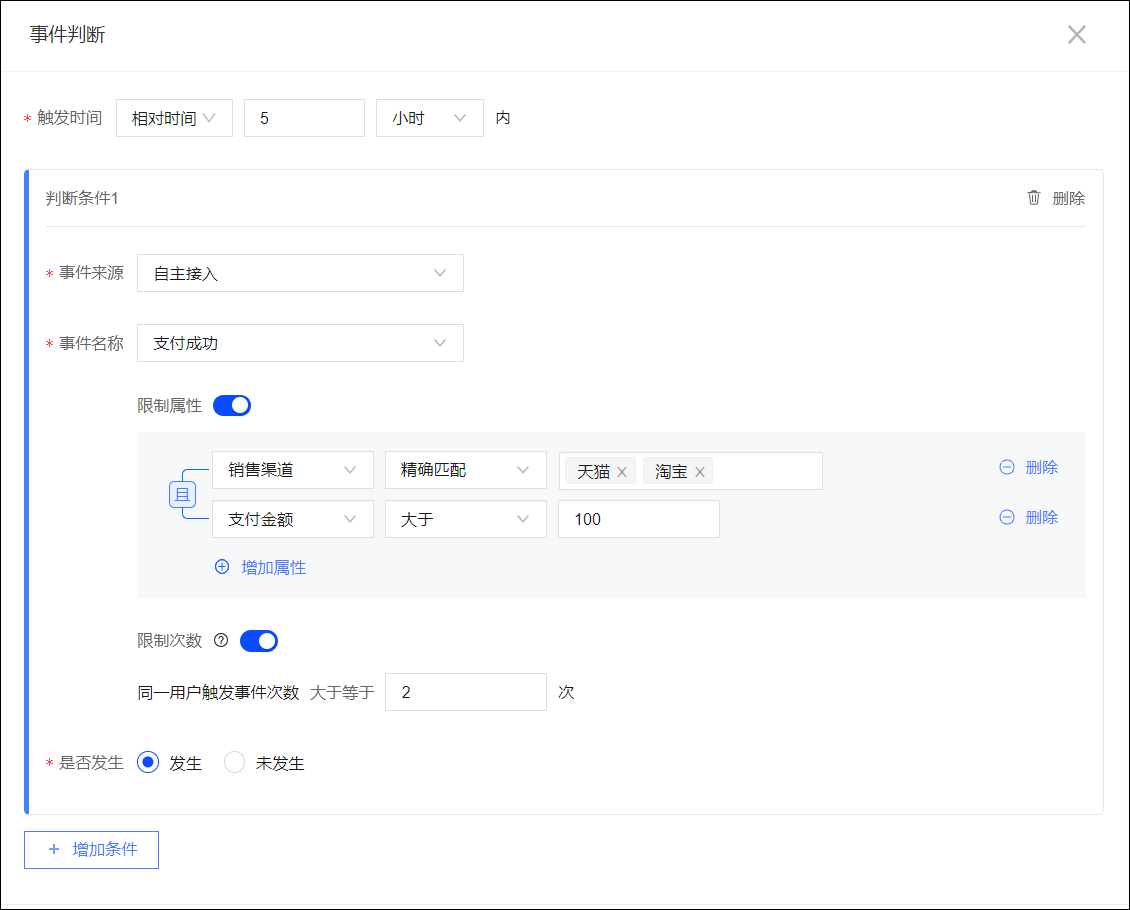 事件判断
* 触发时间 相对时间 5 小时 内
判断条件1 删除
* 事件来源 自主接入
* 事件名称 支付成功
限制属性
销售渠道 精确匹配 天猫 × 淘宝 × 删除
且
支付金额 大于 100 删除
增加属性
限制次数 ?
同一用户触发事件次数 大于等于 2 次
* 是否发生 发生 未发生
+ 增加条件